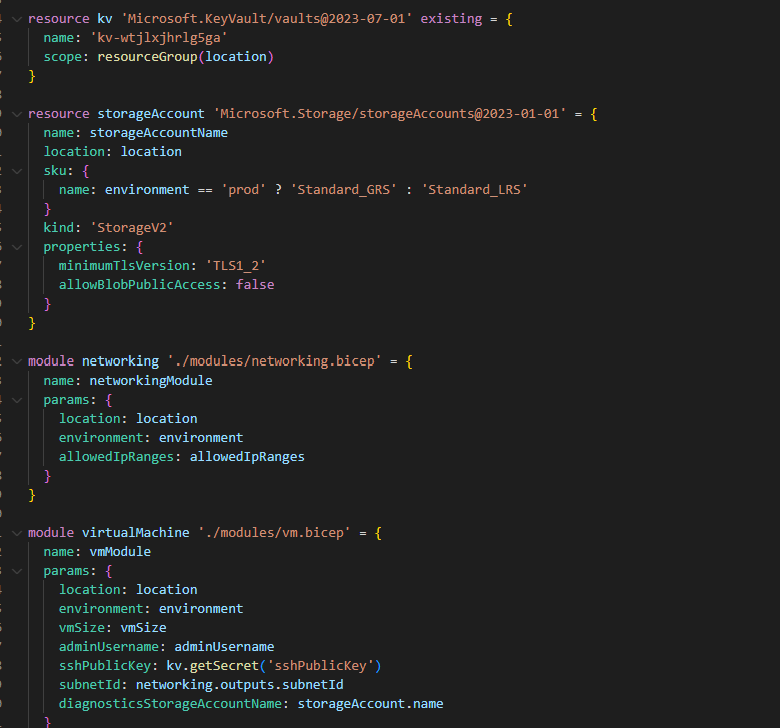 resource kv 'Microsoft.KeyVault/vaults@2023-07-01' existing = {
  name: 'kv-wtjlxjhrlg5ga'
  scope: resourceGroup(location)
}

resource storageAccount 'Microsoft.Storage/storageAccounts@2023-01-01' = {
  name: storageAccountName
  location: location
  sku: {
    name: environment == 'prod' ? 'Standard_GRS' : 'Standard_LRS'
  }
  kind: 'StorageV2'
  properties: {
    minimumTlsVersion: 'TLS1_2'
    allowBlobPublicAccess: false
  }
}

module networking './modules/networking.bicep' = {
  name: networkingModule
  params: {
    location: location
    environment: environment
    allowedIpRanges: allowedIpRanges
  }
}

module virtualMachine './modules/vm.bicep' = {
  name: vmModule
  params: {
    location: location
    environment: environment
    vmSize: vmSize
    adminUsername: adminUsername
    sshPublicKey: kv.getSecret('sshPublicKey')
    subnetId: networking.outputs.subnetId
    diagnosticsStorageAccountName: storageAccount.name
  }